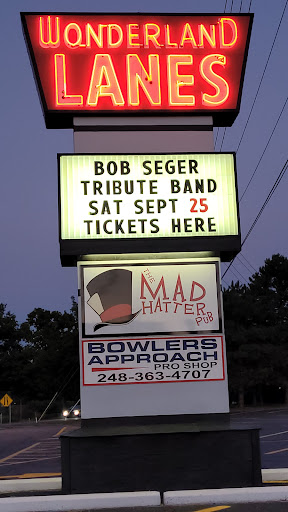 WONDERLAND
LANES
BOB SEGER
TRIBUTE BAND
SAT SEPT 25
TICKETS HERE
THE
MAD
HATTER
PUB
BOWLERS
APPROACH
PRO SHOP
248-363-4707